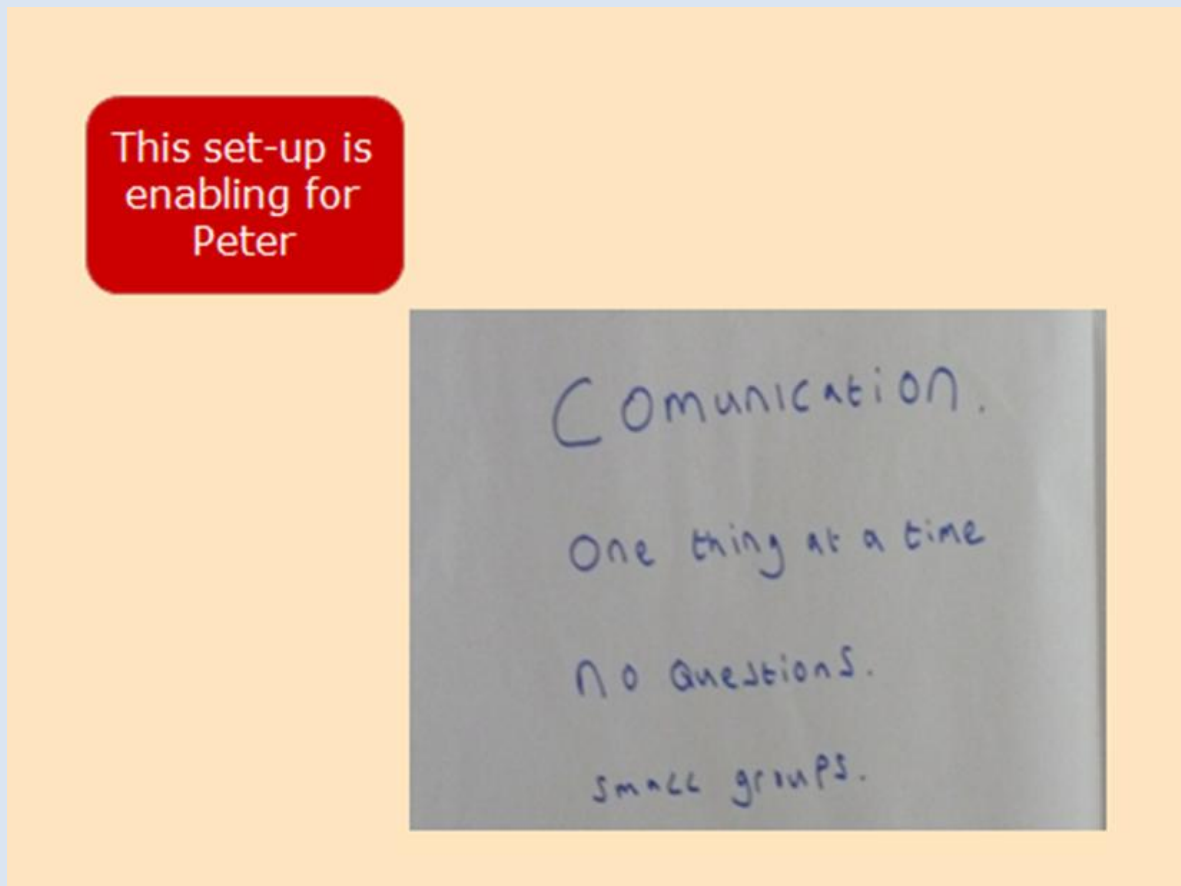 This set-up is
enabling for
Peter
Comunication.
One thing at a time
no Questions.
small groups.